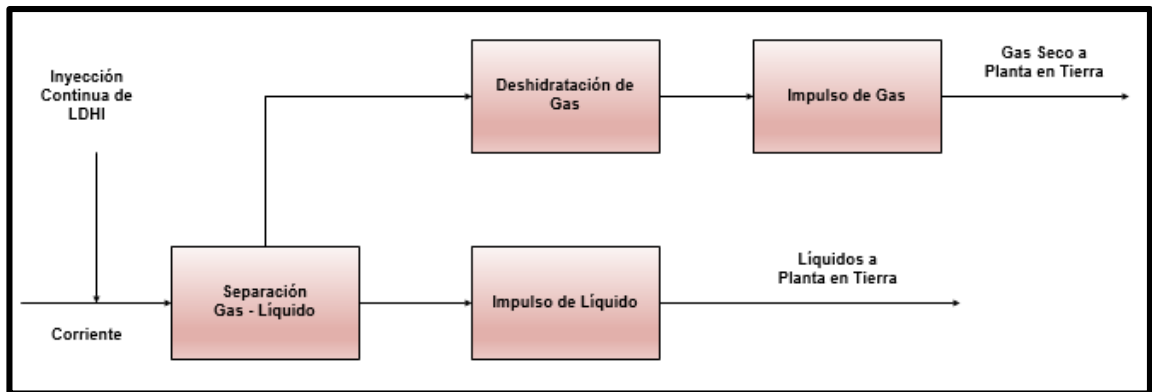 Inyección
Continua de
LDHI
Deshidratación de
Gas
Impulso de Gas
Gas Seco a
Planta en Tierra
Corriente
Separación
Gas - Líquido
Impulso de Líquido
Líquidos a
Planta en Tierra